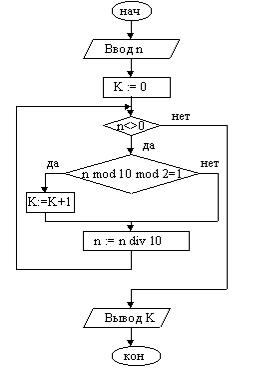 нач
Ввод n
K := 0
n<>0
нет
да
да
n mod 10 mod 2=1
нет
K:=K+1
n := n div 10
Вывод K
кон